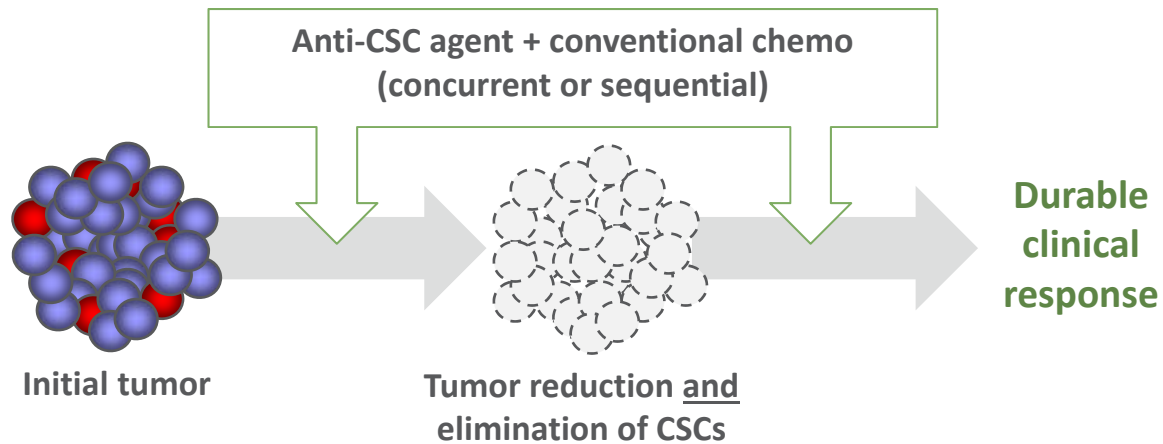 Anti-CSC agent + conventional chemo
(concurrent or sequential)
Initial tumor
Tumor reduction and
elimination of CSCs
Durable
clinical
response